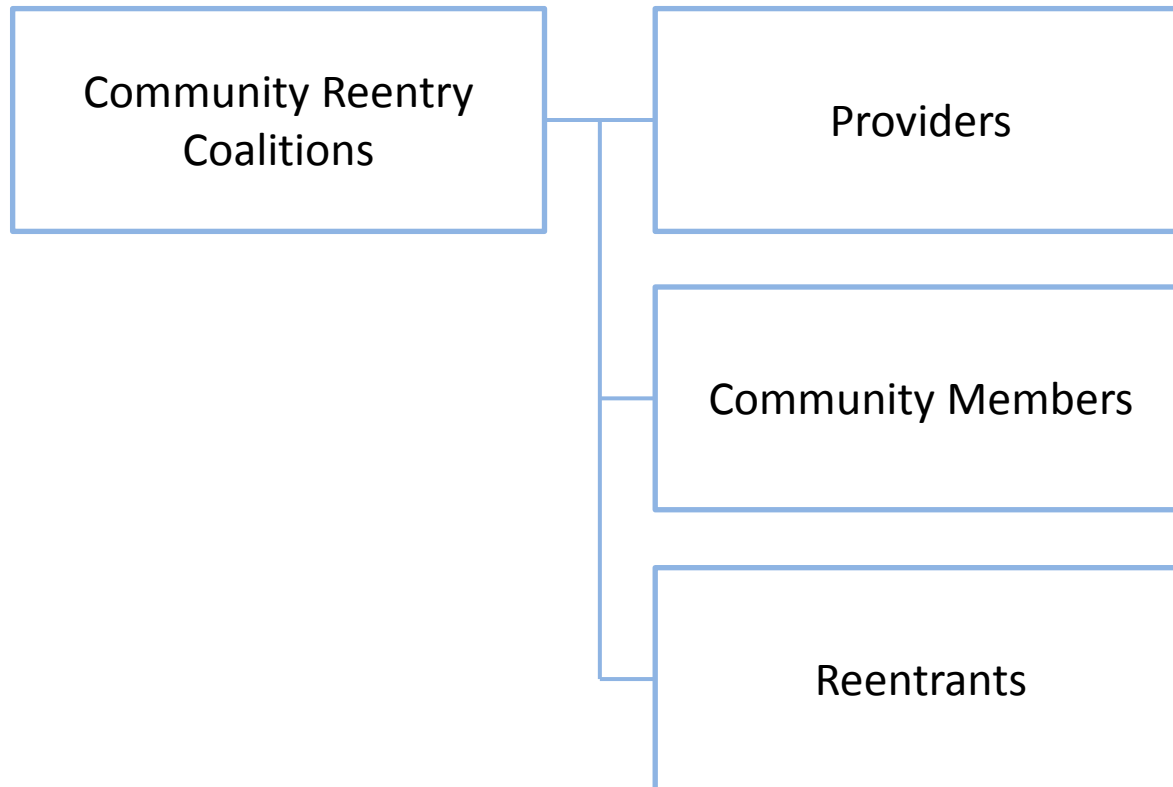 Community Reentry
Coalitions
Providers
Community Members
Reentrants